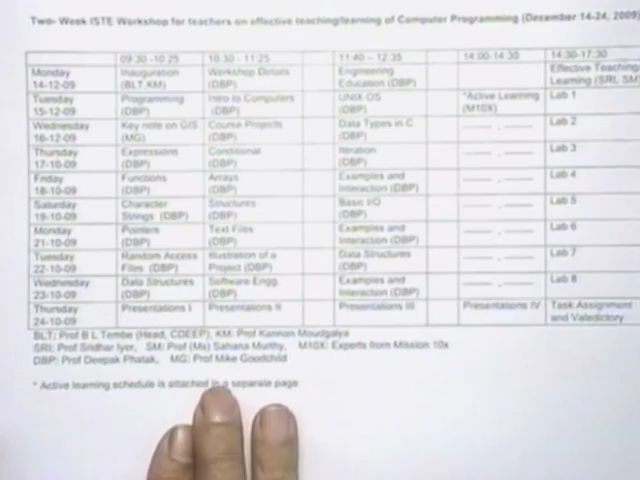 Two- Week ISTE Workshop for teachers on effective teaching/learning of Computer Programming (December 14-24, 2009)
09:30 -10:25 10:30 - 11:25 11:40 – 12:35 14:00-14:30 14:30-17:30
Monday Inauguration Workshop Details Engineering Effective Teaching/
14-12-09 (BLT,KM) (DBP) Education (DBP) Learning (SRI, SM
Tuesday Programming Intro to Computers UNIX OS *Active Learning Lab 1
15-12-09 (DBP) (DBP) (DBP) (M10X)
Wednesday Key note on GIS Course Projects Data Types in C Lab 2
16-12-09 (MG) (DBP) (DBP)
Thursday Expressions Conditional Iteration Lab 3
17-10-09 (DBP) (DBP) (DBP)
Friday Functions Arrays Examples and Lab 4
18-10-09 (DBP) (DBP) Interaction (DBP)
Saturday Character Structures Basic I/O Lab 5
19-10-09 Strings (DBP) (DBP) (DBP)
Monday Pointers Text Files Examples and Lab 6
21-10-09 (DBP) (DBP) Interaction (DBP)
Tuesday Random Access Illustration of a Data Structures Lab 7
22-10-09 Files (DBP) Project (DBP) (DBP)
Wednesday Data Structures Software Engg. Examples and Lab 8
23-10-09 (DBP) (DBP) Interaction (DBP)
Thursday Presentations I Presentations II Presentations III Presentations IV Task Assignment
24-10-09 and Valedictory
BLT: Prof B L Tembe (Head, CDEEP), KM: Prof Kannan Moudgalya
SRI: Prof Sridhar Iyer, SM: Prof (Ms) Sahana Murthy, M10X: Experts from Mission 10x
DBP: Prof Deepak Phatak, MG: Prof Mike Goodchild
* Active learning schedule is attached in a separate page